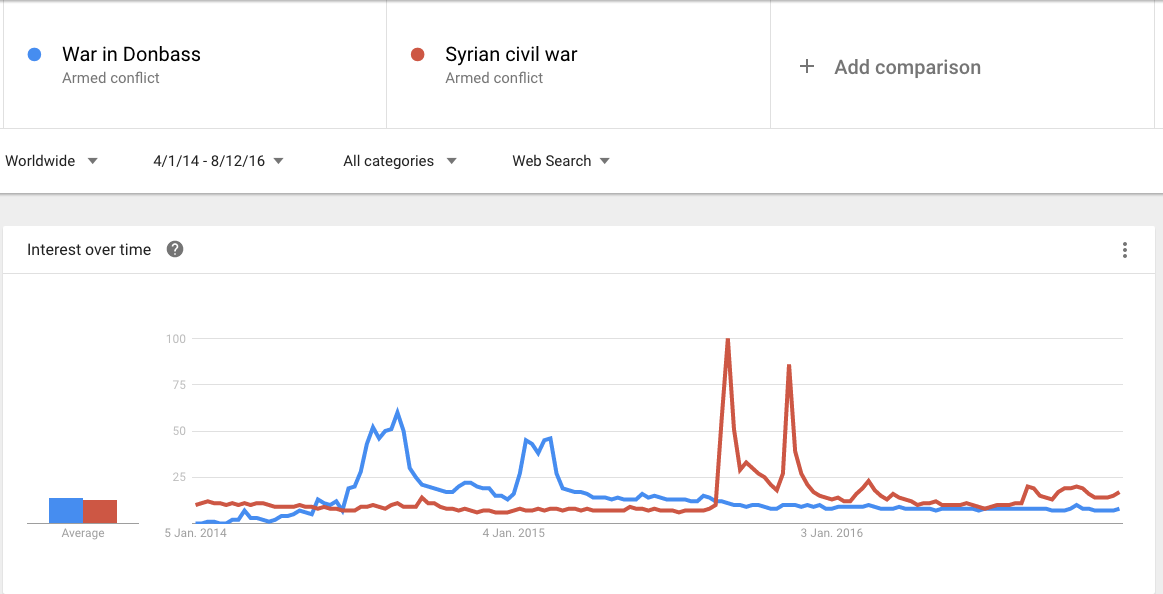 War in Donbass
Armed conflict
Syrian civil war
Armed conflict
+ Add comparison
Worldwide
4/1/14 - 8/12/16
All categories
Web Search
Interest over time
?
100
75
50
25
Average
5 Jan. 2014
4 Jan. 2015
3 Jan. 2016